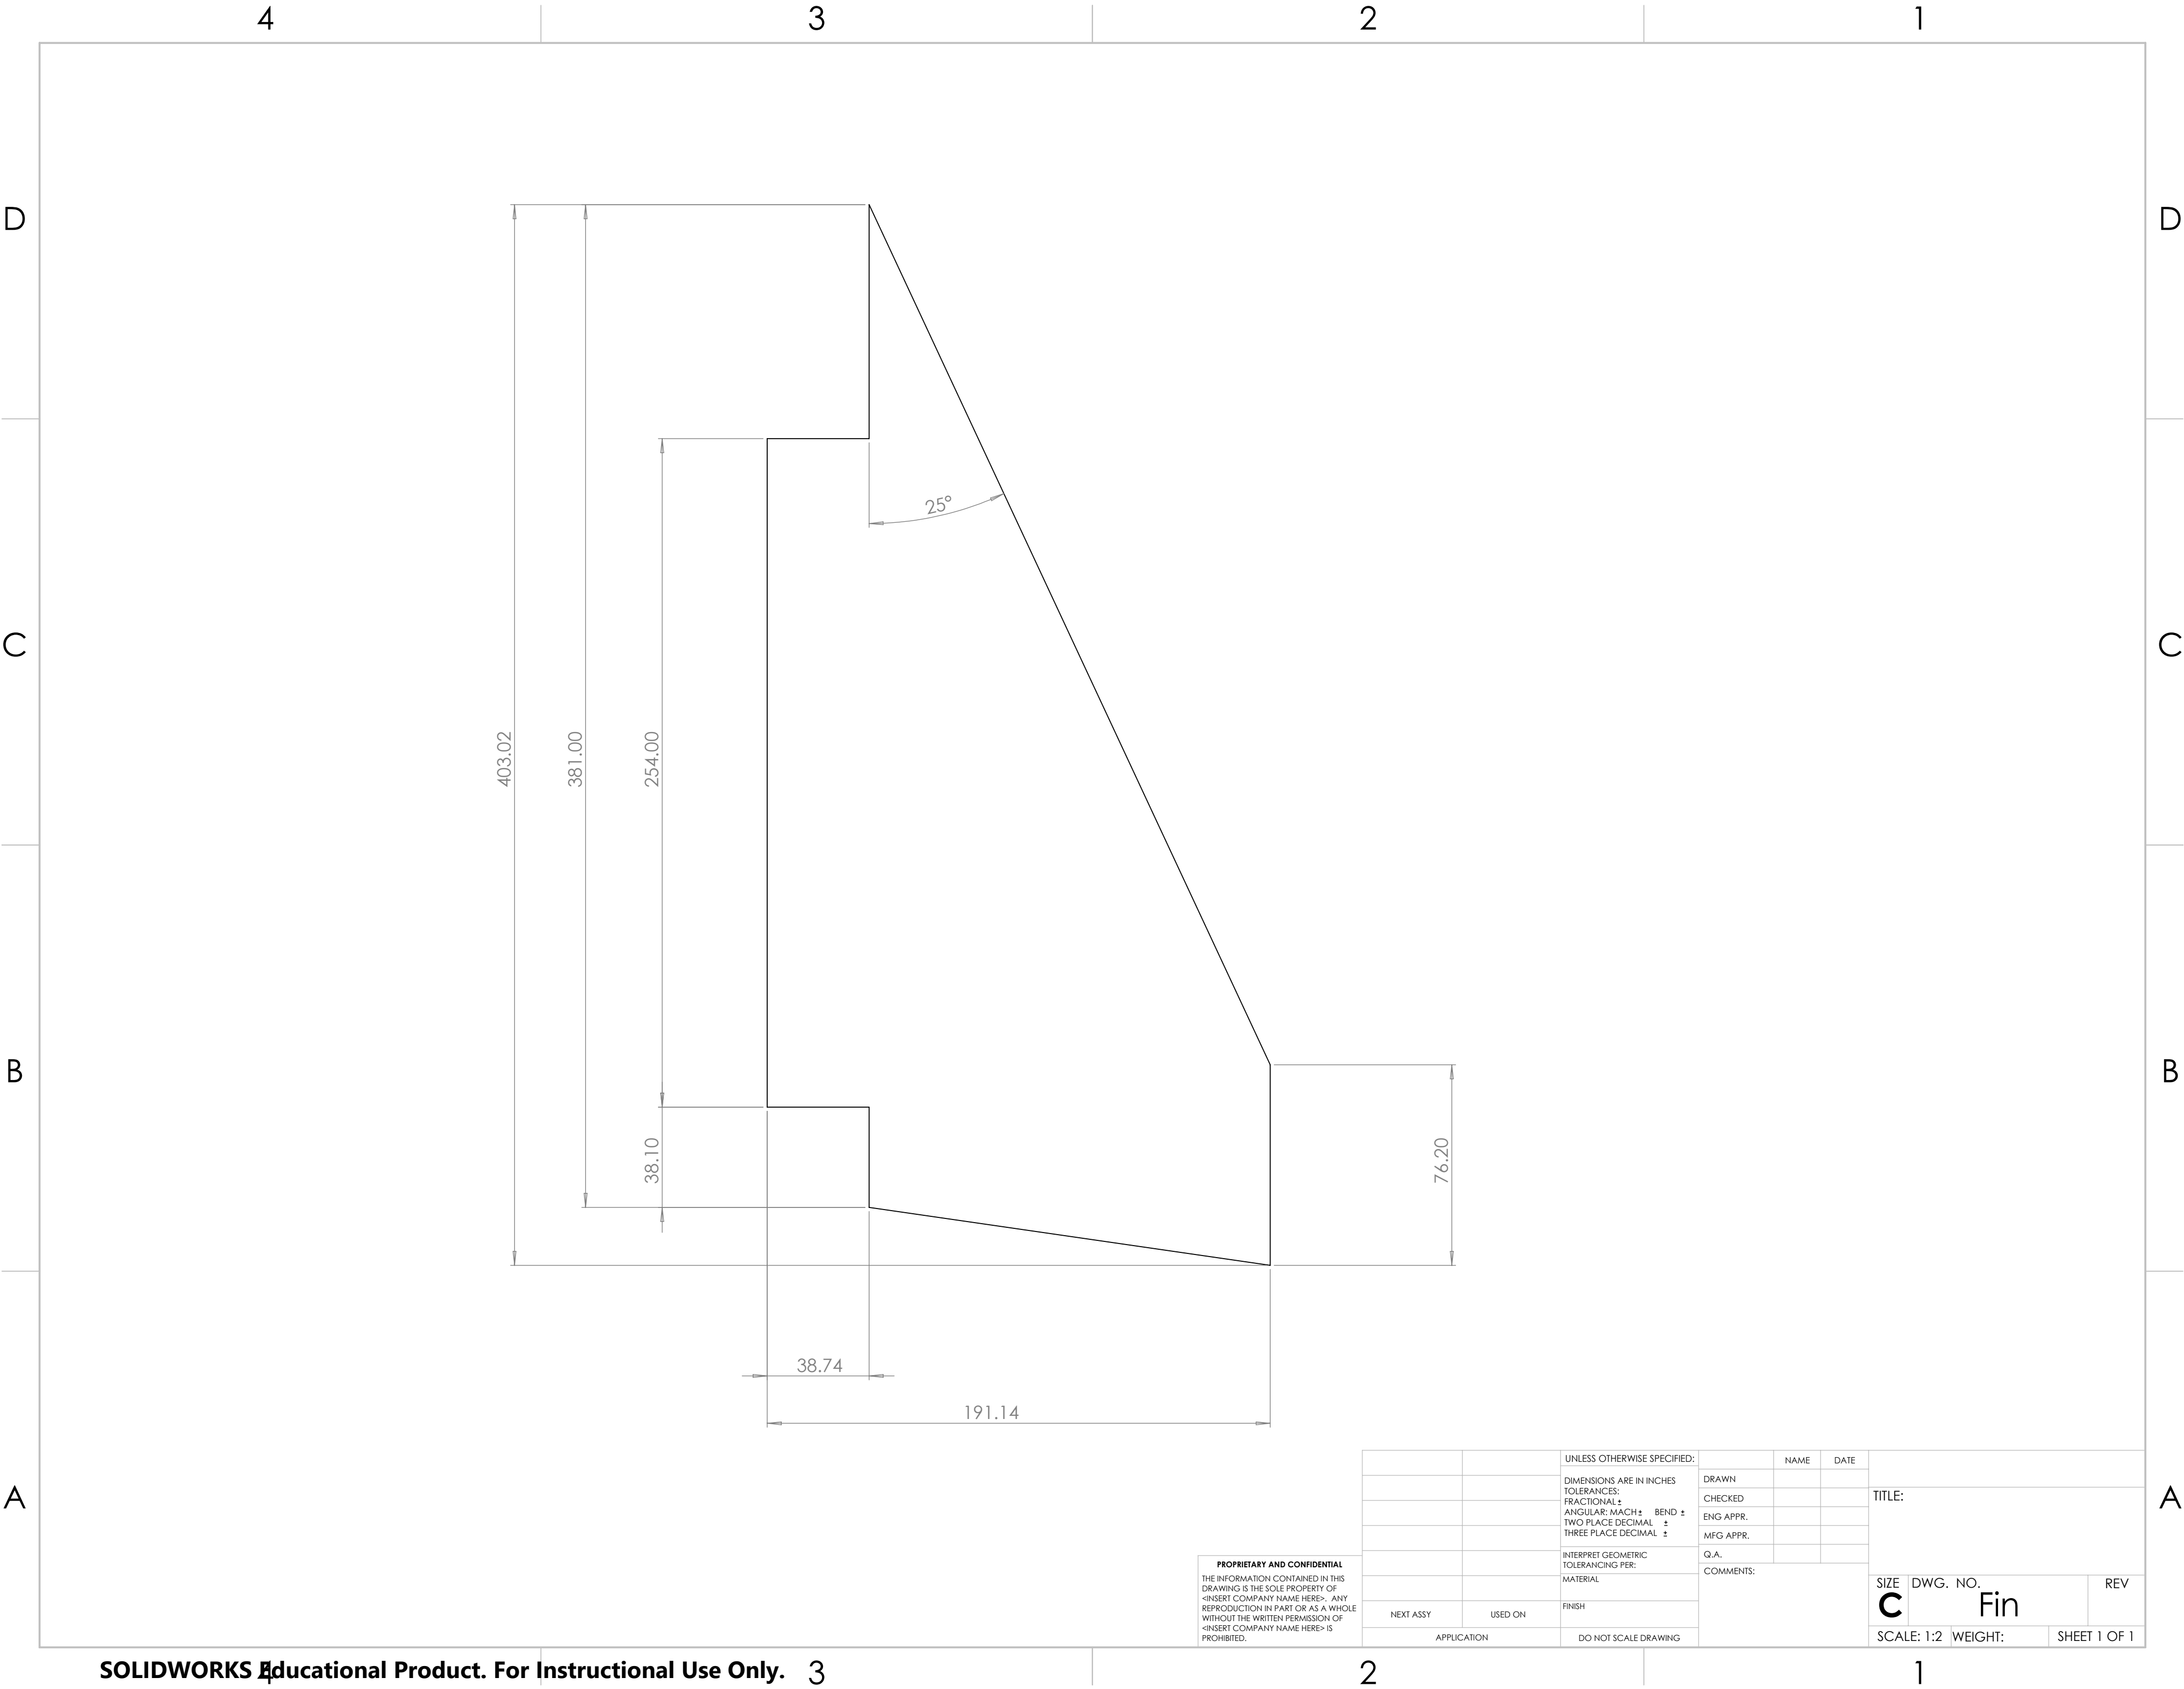 4 3 2 1
D D
25°
C C
403.02 381.00 254.00
B B
38.10 76.20
38.74
191.14
A A
UNLESS OTHERWISE SPECIFIED:
DIMENSIONS ARE IN INCHES
TOLERANCES:
FRACTIONAL±
ANGULAR: MACH± BEND ±
TWO PLACE DECIMAL ±
THREE PLACE DECIMAL ±
INTERPRET GEOMETRIC
TOLERANCING PER:
MATERIAL
FINISH
DO NOT SCALE DRAWING
NAME DATE
DRAWN
CHECKED
ENG APPR.
MFG APPR.
Q.A.
COMMENTS:
TITLE:
SIZE DWG. NO. REV
C Fin
SCALE: 1:2 WEIGHT: SHEET 1 OF 1
PROPRIETARY AND CONFIDENTIAL
THE INFORMATION CONTAINED IN THIS
DRAWING IS THE SOLE PROPERTY OF
<INSERT COMPANY NAME HERE>. ANY
REPRODUCTION IN PART OR AS A WHOLE
WITHOUT THE WRITTEN PERMISSION OF
<INSERT COMPANY NAME HERE> IS
PROHIBITED.
NEXT ASSY USED ON
APPLICATION
SOLIDWORKS Educational Product. For Instructional Use Only.
4 3 2 1